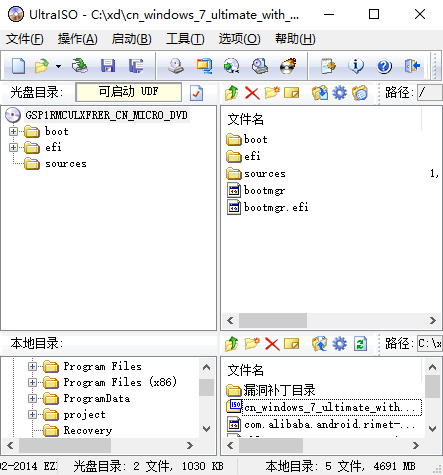 UltraISO - C:\xd\cn_windows_7_ultimate_with_...
文件(F) 操作(A) 启动(B) 工具(T) 选项(O) 帮助(H)
光盘目录: 可启动 UDF 路径: /
GSP1RMCULXFRER_CN_MICRO_DVD
boot
efi
sources
文件名
boot
efi
sources 1,
bootmgr
bootmgr.efi
本地目录: 路径: C:\x
Program Files
Program Files (x86)
ProgramData
project
Recovery
文件名
漏洞补丁目录
cn_windows_7_ultimate_with...
com.alibaba.android.rimet-...
02-2014 EZ 光盘目录: 2 文件, 1030 KB 本地目录: 5 文件, 4691 MB